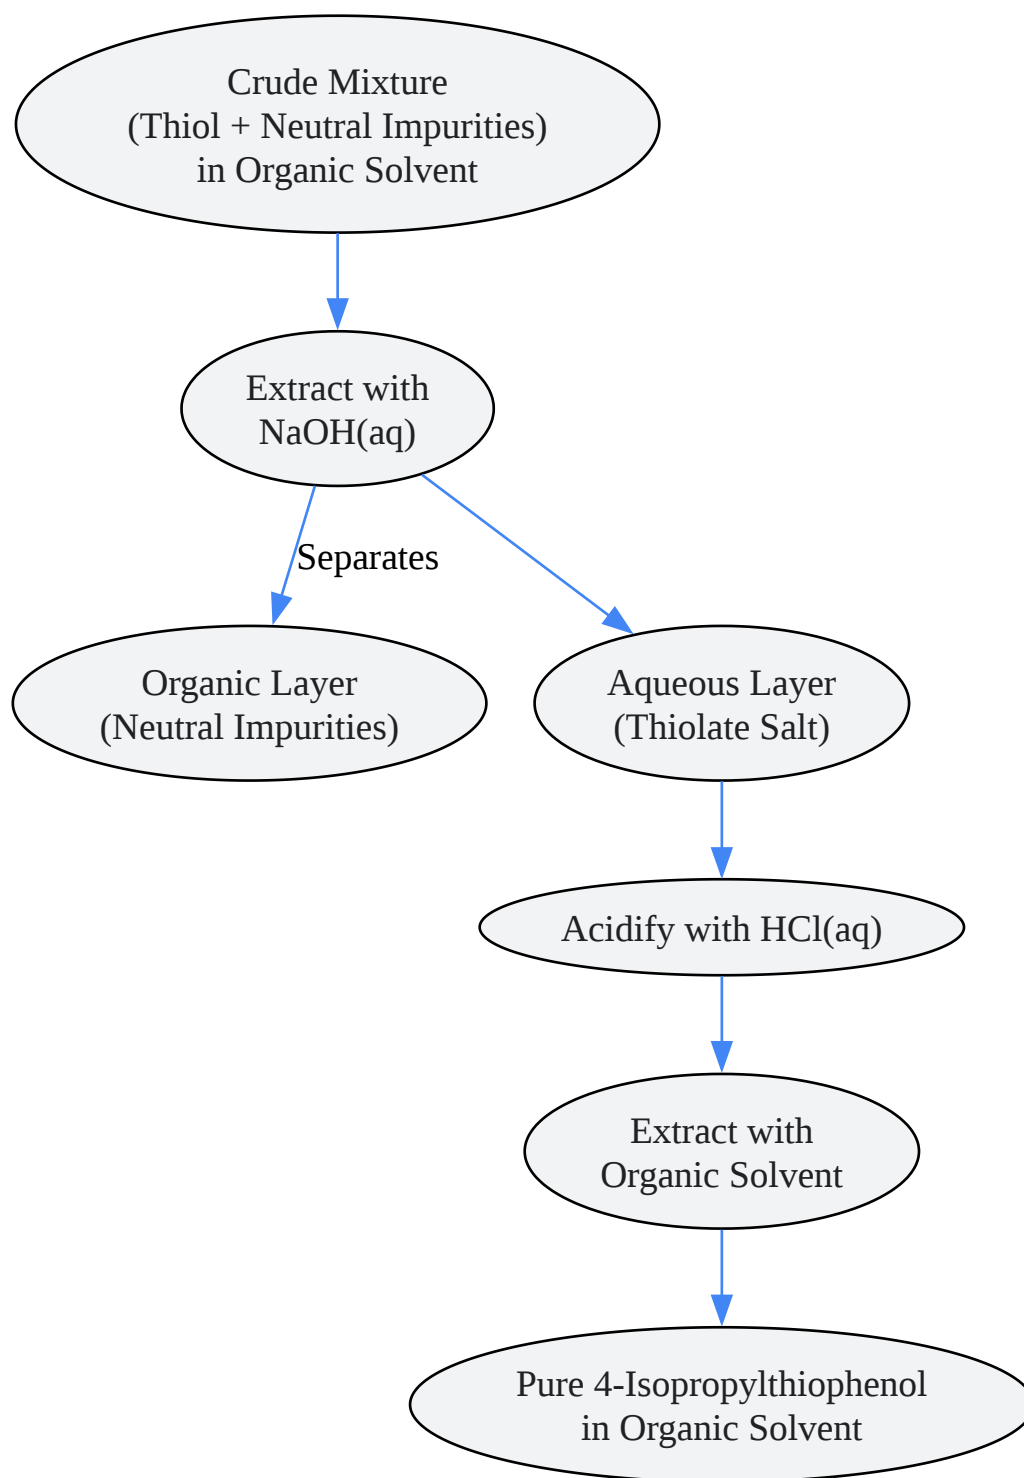 Crude Mixture
(Thiol + Neutral Impurities)
in Organic Solvent
Extract with
NaOH(aq)
Separates
Organic Layer
(Neutral Impurities)
Aqueous Layer
(Thiolate Salt)
Acidify with HCl(aq)
Extract with
Organic Solvent
Pure 4-Isopropylthiophenol
in Organic Solvent